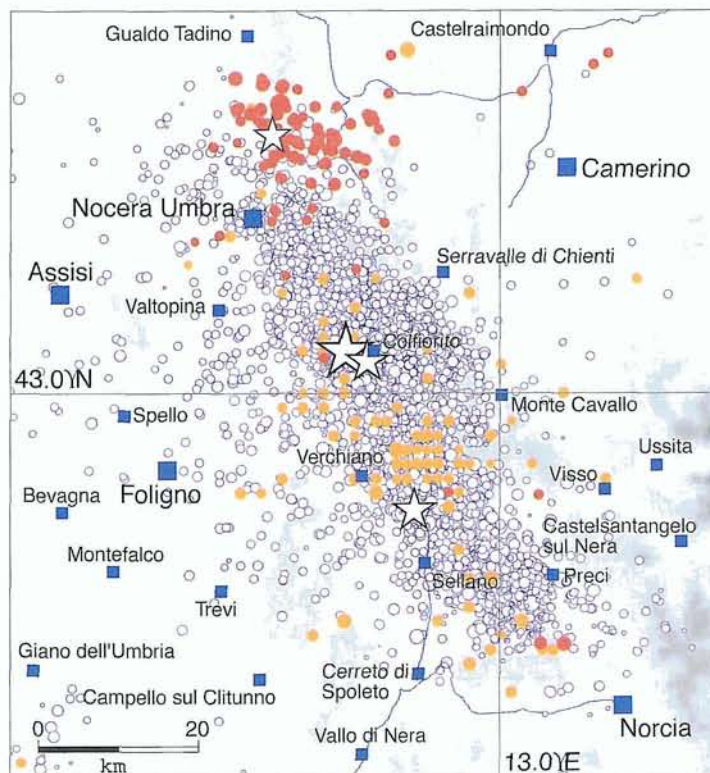 Gualdo Tadino
Castelraimondo
Camerino
Nocera Umbra
Serravalle di Chienti
Assisi
Valtopina
Colfiorito
43.0ƳN
Monte Cavallo
Spello
Verchiano
Ussita
Foligno
Visso
Bevagna
Castelsantangelo
sul Nera
Montefalco
Sellano
Preci
Trevi
Giano dell'Umbria
Cerreto di
Spoleto
Campello sul Clitunno
Norcia
0 20
km
Vallo di Nera
13.0ƳE